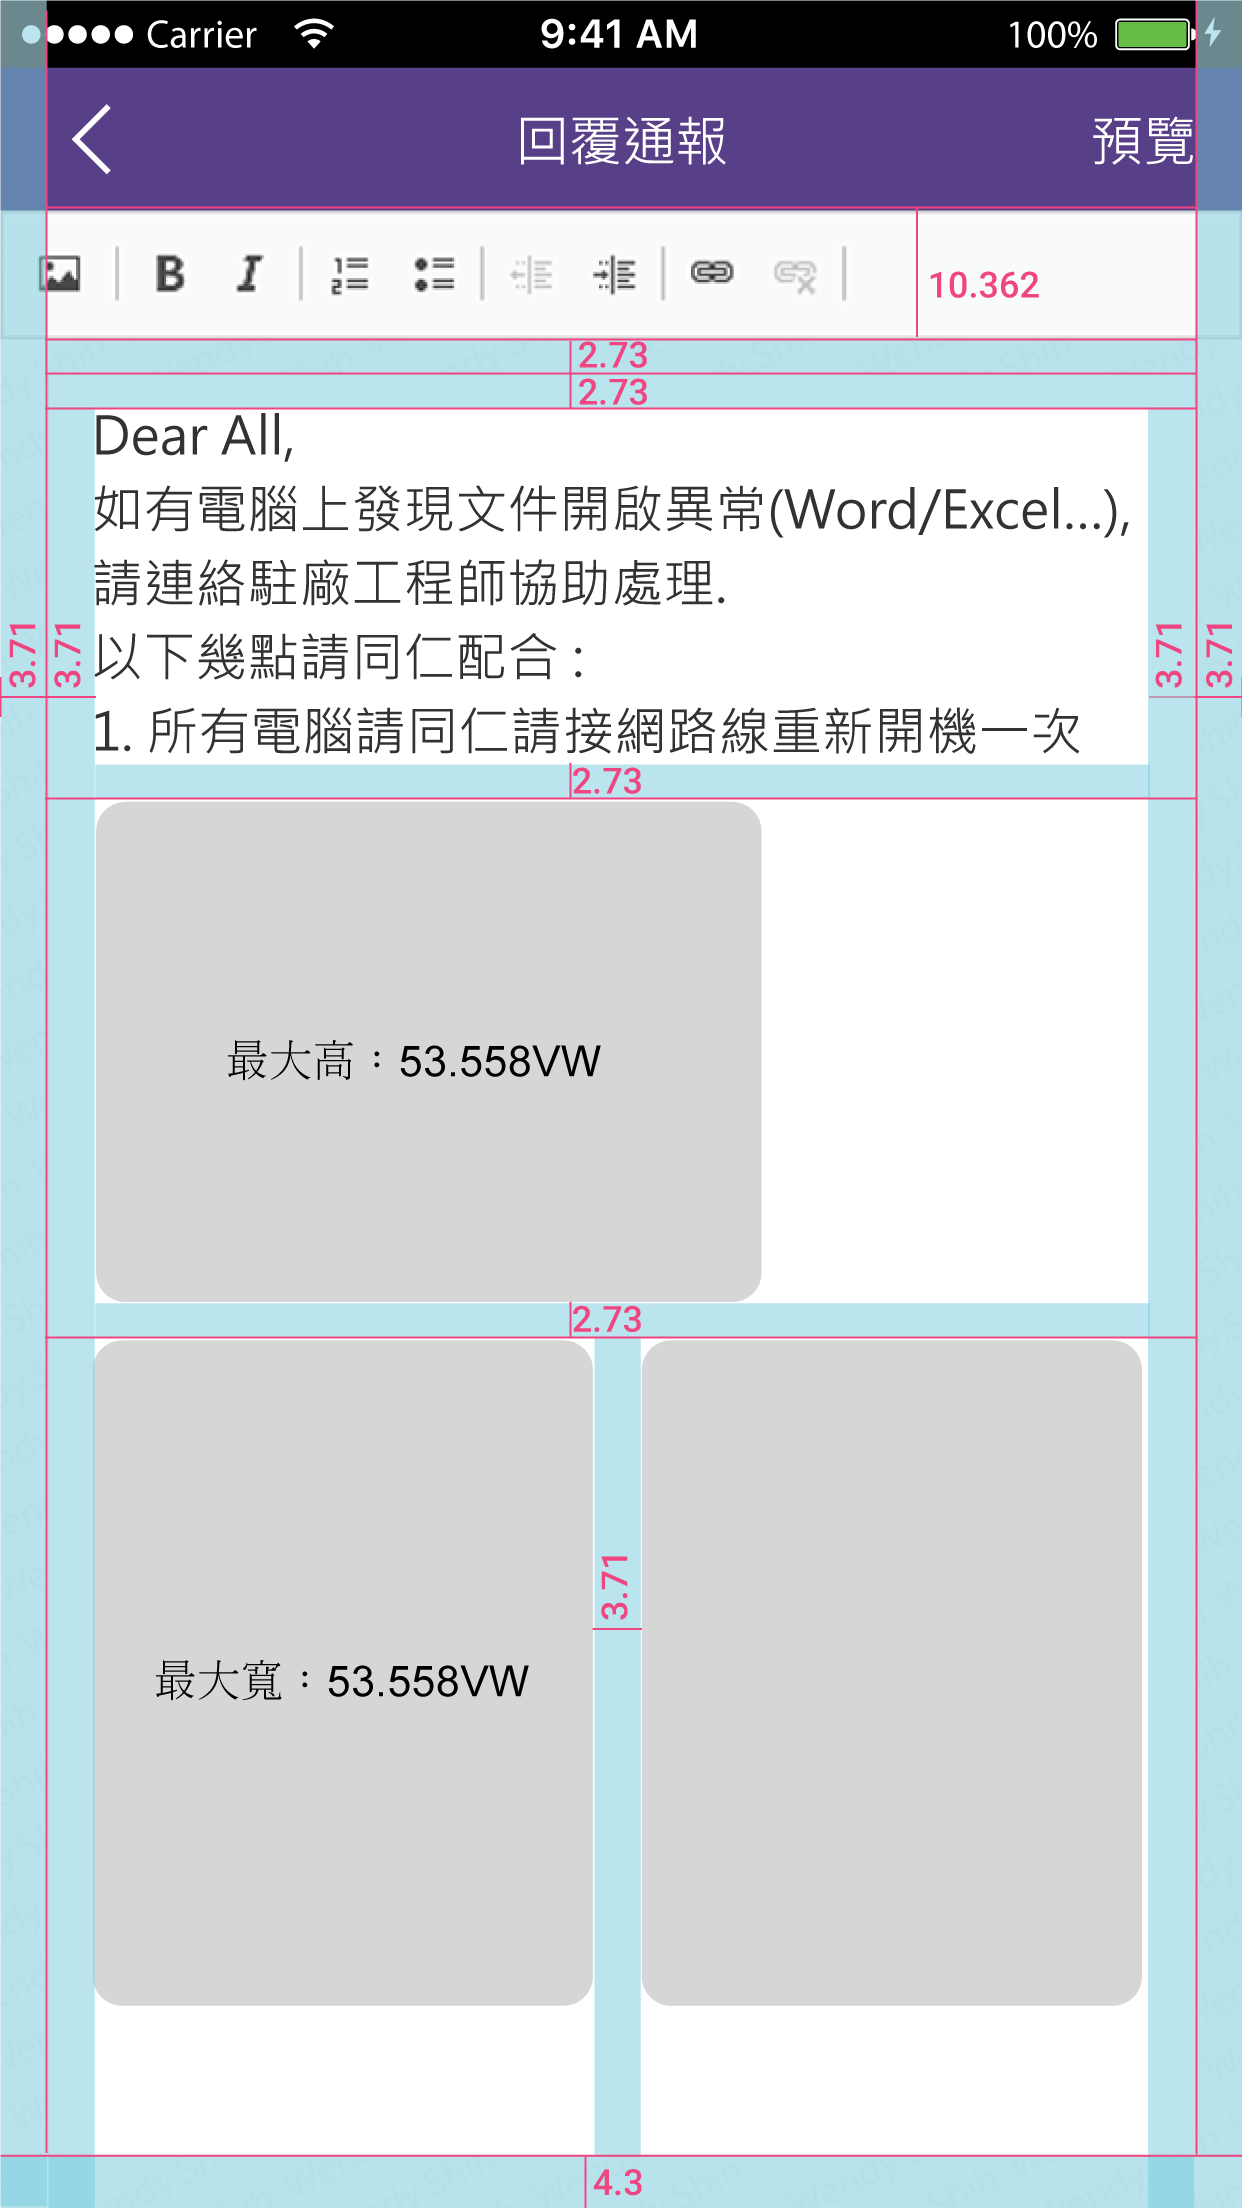 Carrier 9:41 AM 100%
回覆通報 預覽
B I
10.362
2.73
2.73
Dear All,
如有電腦上發現文件開啟異常(Word/Excel...),
請連絡駐廠工程師協助處理.
以下幾點請同仁配合 :
3.71 3.71 3.71 3.71
1. 所有電腦請同仁請接網路線重新開機一次
2.73
最大高：53.558VW
2.73
3.71
最大寬：53.558VW
4.3
Wendy.Shih